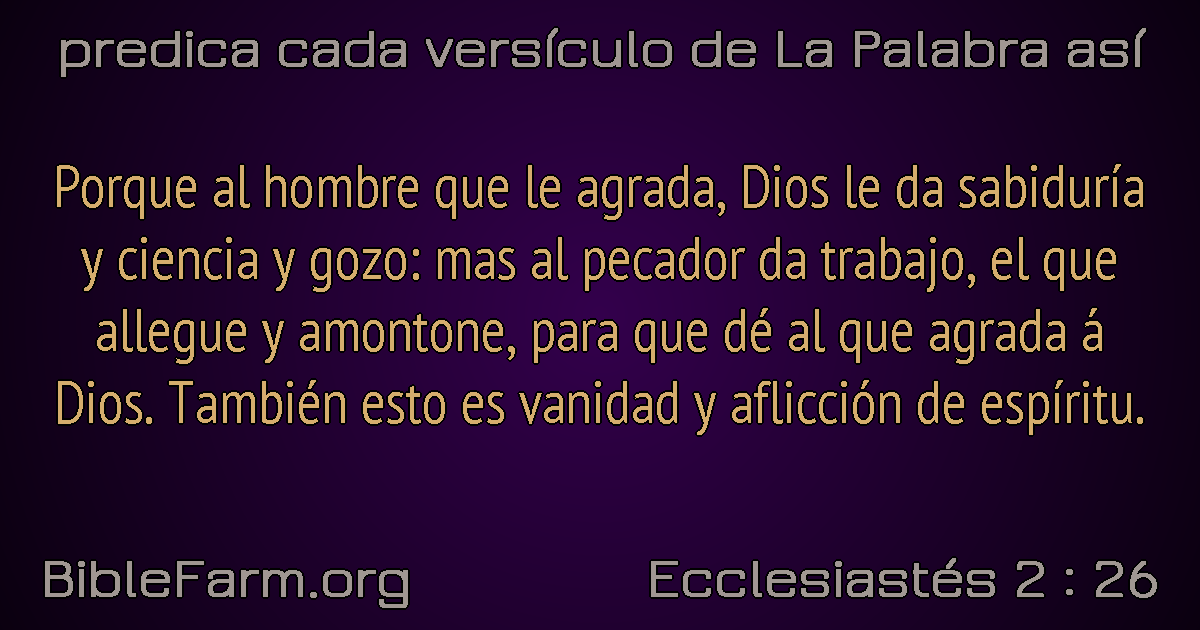 predica cada versículo de La Palabra así
Porque al hombre que le agrada, Dios le da sabiduría
y ciencia y gozo: mas al pecador da trabajo, el que
allegue y amontone, para que dé al que agrada á
Dios. También esto es vanidad y aflicción de espíritu.
BibleFarm.org
Ecclesiastés 2 : 26